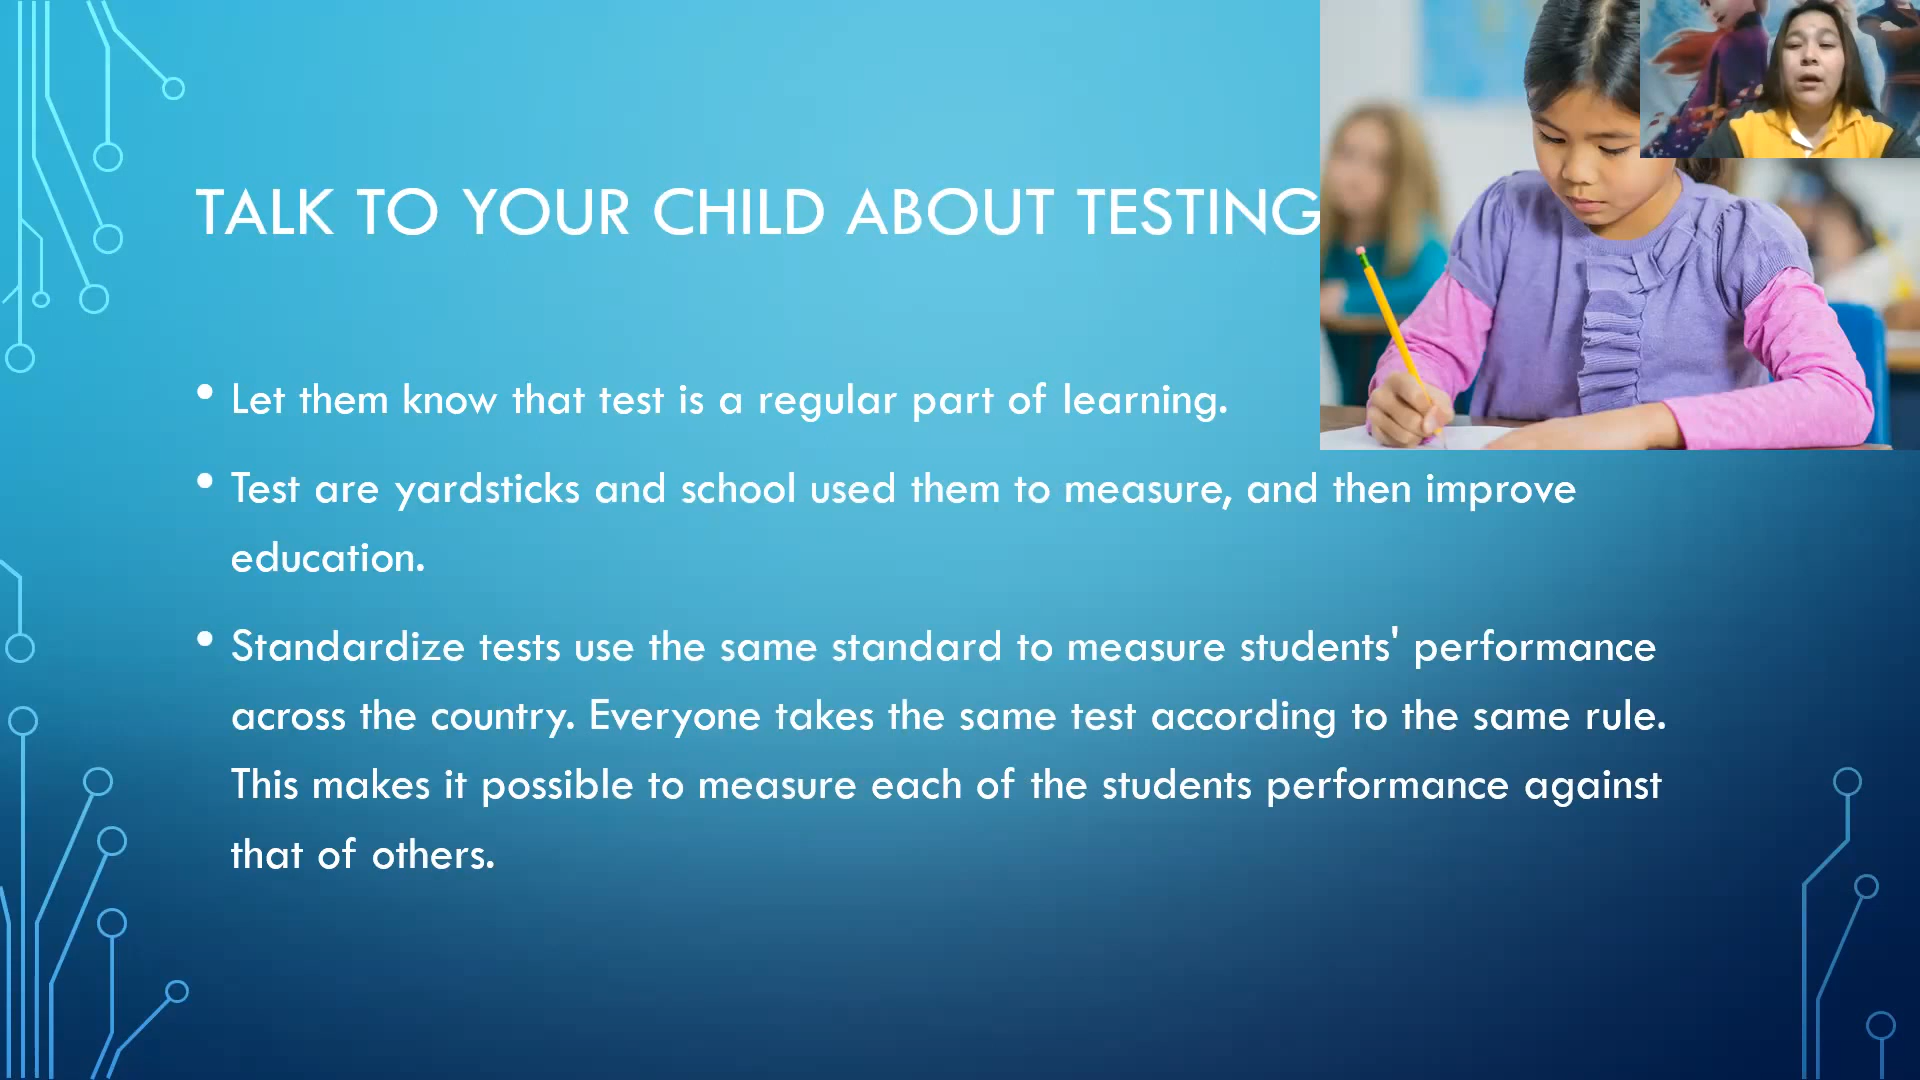 TALK TO YOUR CHILD ABOUT TESTING
• Let them know that test is a regular part of learning.
• Test are yardsticks and school used them to measure, and then improve
education.
• Standardize tests use the same standard to measure students' performance
across the country. Everyone takes the same test according to the same rule.
This makes it possible to measure each of the students performance against
that of others.